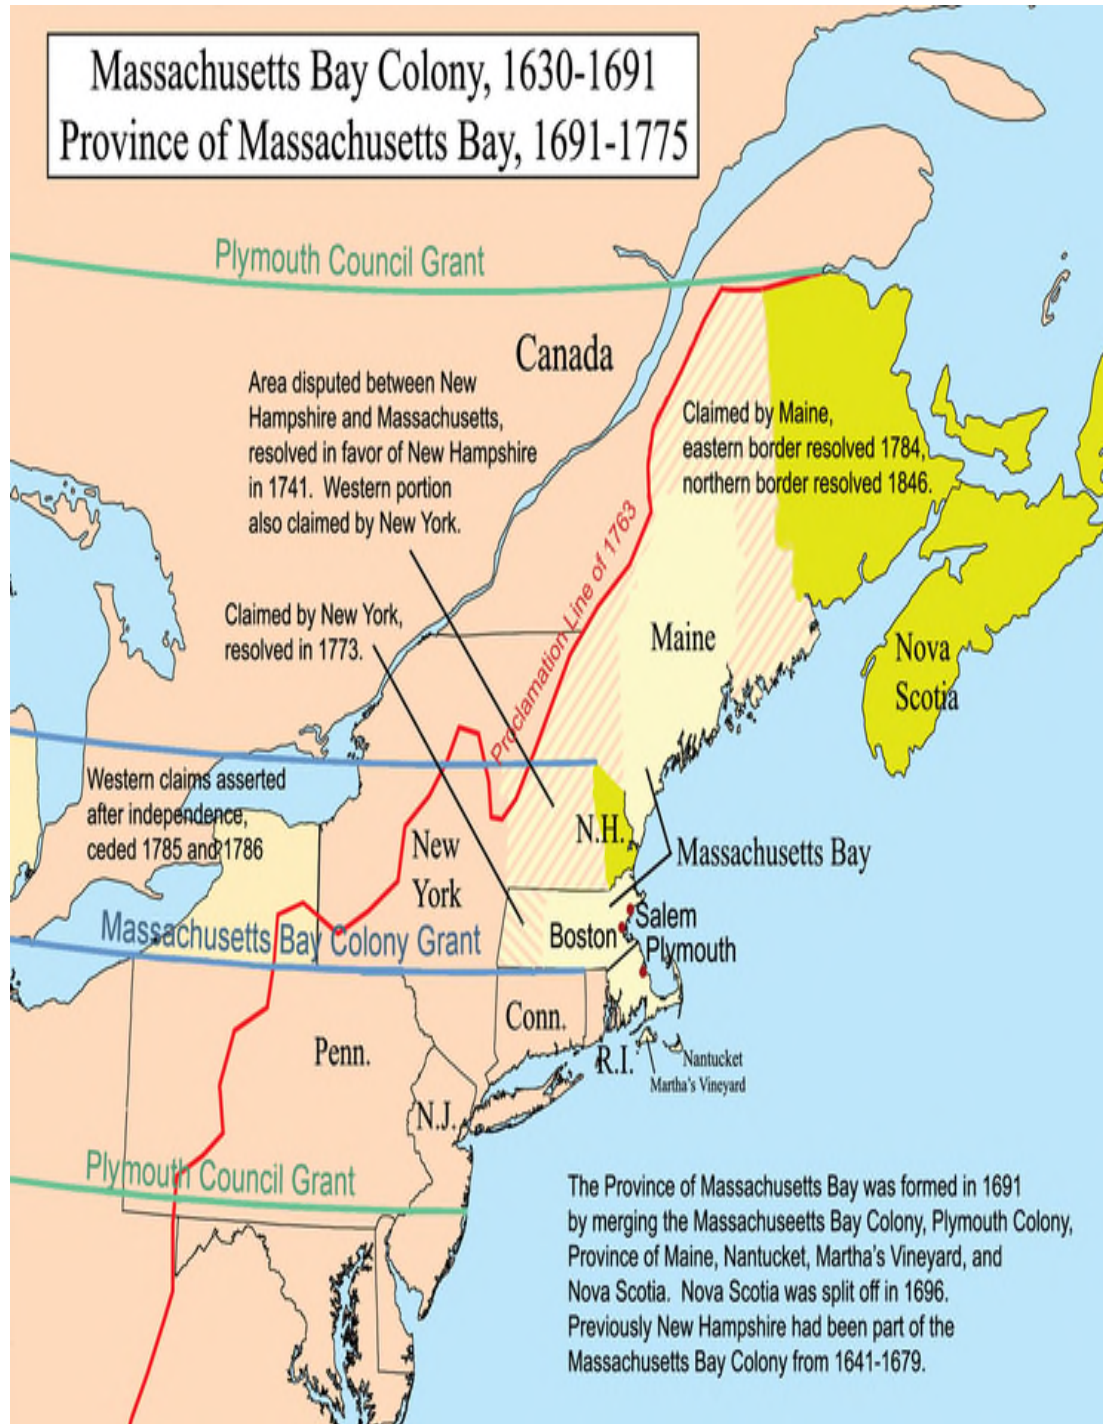 Massachusetts Bay Colony, 1630-1691
Province of Massachusetts Bay, 1691-1775
Plymouth Council Grant
Canada
Area disputed between New
Hampshire and Massachusetts,
resolved in favor of New Hampshire
in 1741. Western portion
also claimed by New York.
Claimed by Maine,
eastern border resolved 1784,
northern border resolved 1846.
Proclamation Line of 1763
Claimed by New York,
resolved in 1773.
Maine
Nova
Scotia
Western claims asserted
after independence,
ceded 1785 and 1786
New
York
N.H.
Massachusetts Bay
Massachusetts Bay Colony Grant
Boston
Salem
Plymouth
Conn.
R.I.
Nantucket
Martha's Vineyard
Penn.
N.J.
Plymouth Council Grant
The Province of Massachusetts Bay was formed in 1691
by merging the Massachuseetts Bay Colony, Plymouth Colony,
Province of Maine, Nantucket, Martha's Vineyard, and
Nova Scotia. Nova Scotia was split off in 1696.
Previously New Hampshire had been part of the
Massachusetts Bay Colony from 1641-1679.